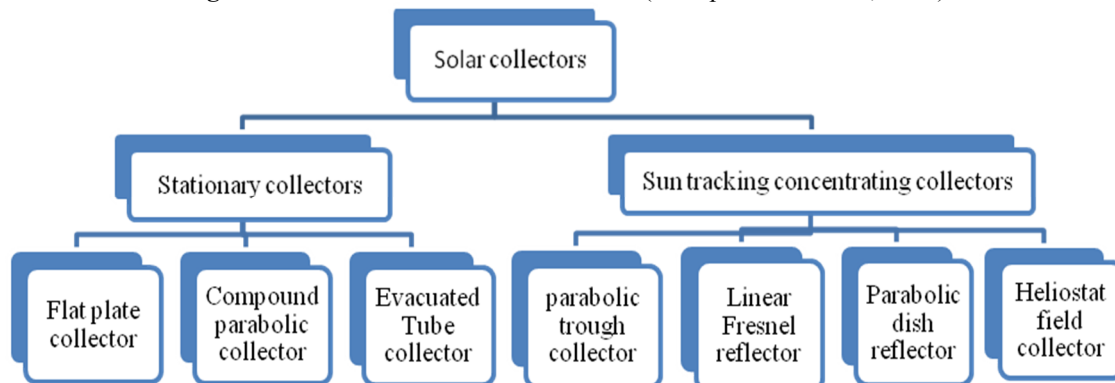 Solar collectors
Stationary collectors
Sun tracking concentrating collectors
Flat plate
collector
Compound
parabolic
collector
Evacuated
Tube
collector
parabolic
trough
collector
Linear
Fresnel
reflector
Parabolic
dish
reflector
Heliostat
field
collector